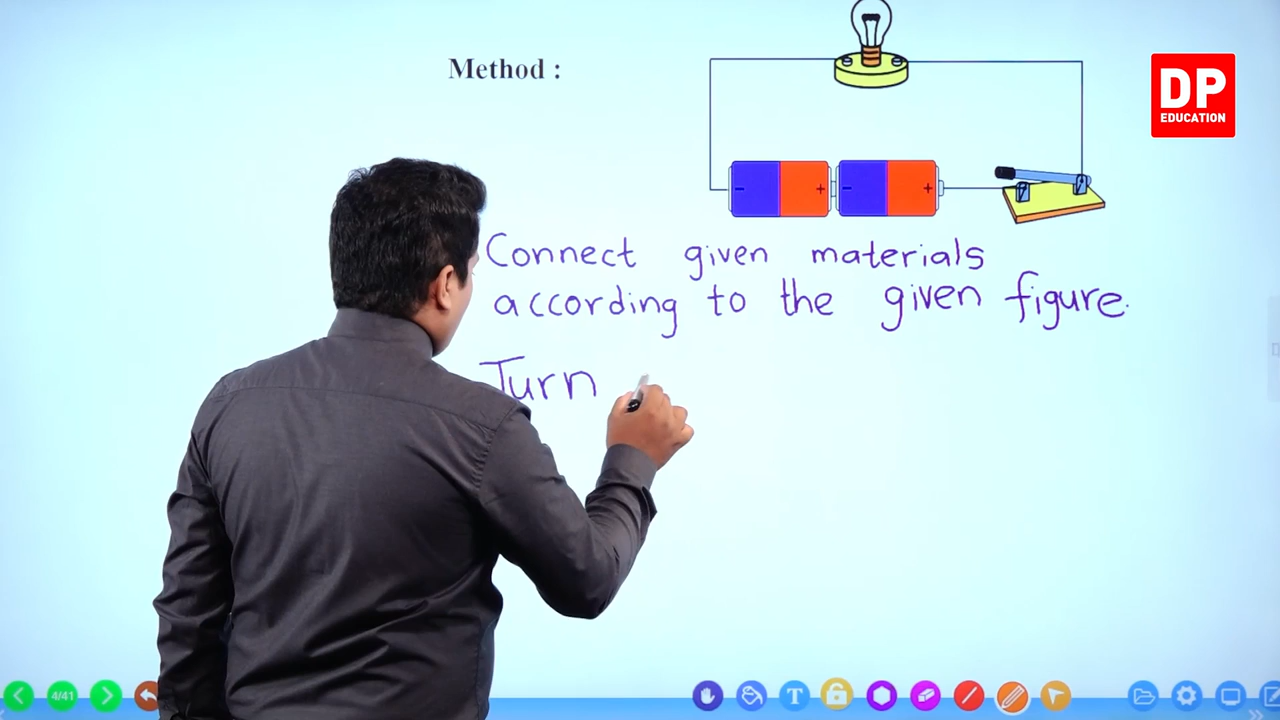 Method :
DP
EDUCATION
- + - +
Connect given materials
according to the given figure.
Turn
4/41
T